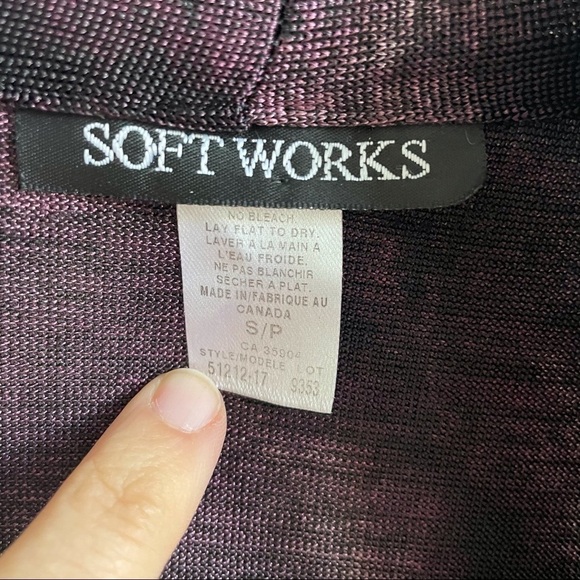 SOFT WORKS
NO BLEACH.
LAY FLAT TO DRY.
LAVER A LA MAIN A
L'EAU FROIDE.
NE PAS BLANCHIR
SECHER A PLAT.
MADE IN/FABRIQUE AU
CANADA
S/P
CA 35904
STYLE/MODELE LOT
51212-17 9353